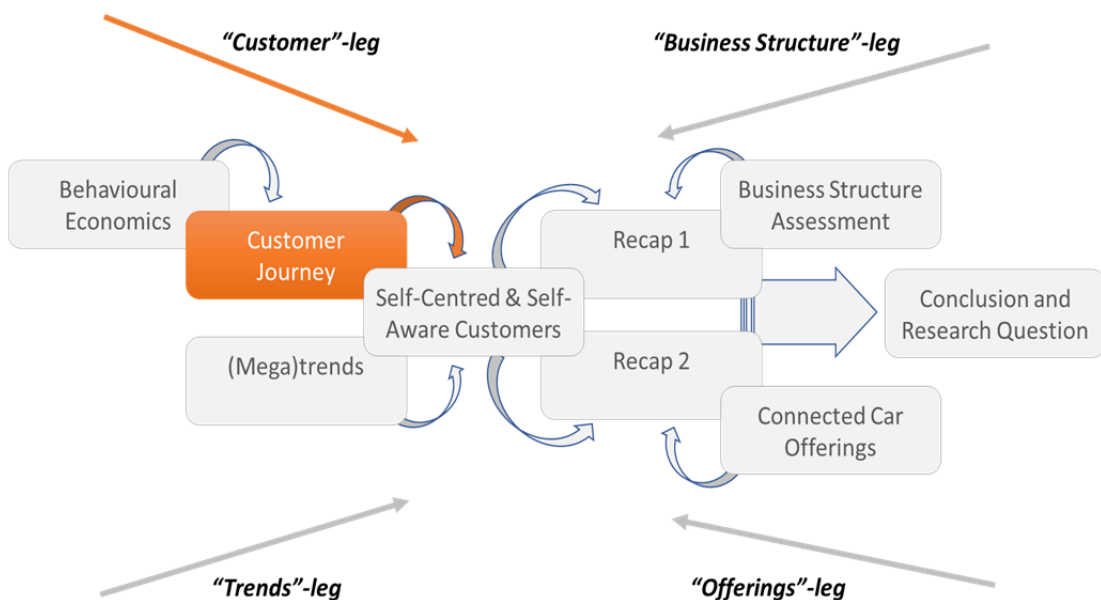 “Customer”-leg
“Business Structure”-leg
Behavioural
Economics
Customer
Journey
Self-Centred & Self-
Aware Customers
(Mega)trends
Recap 1
Recap 2
Business Structure
Assessment
Connected Car
Offerings
Conclusion and
Research Question
“Trends”-leg
“Offerings”-leg